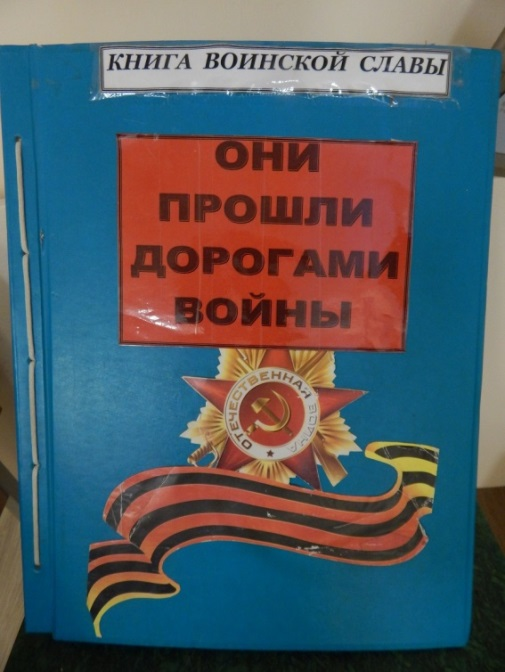 КНИГА ВОИНСКОЙ СЛАВЫ
ОНИ
ПРОШЛИ
ДОРОГАМИ
ВОЙНЫ
ОТЕЧЕСТВЕННАЯ ВОЙНА